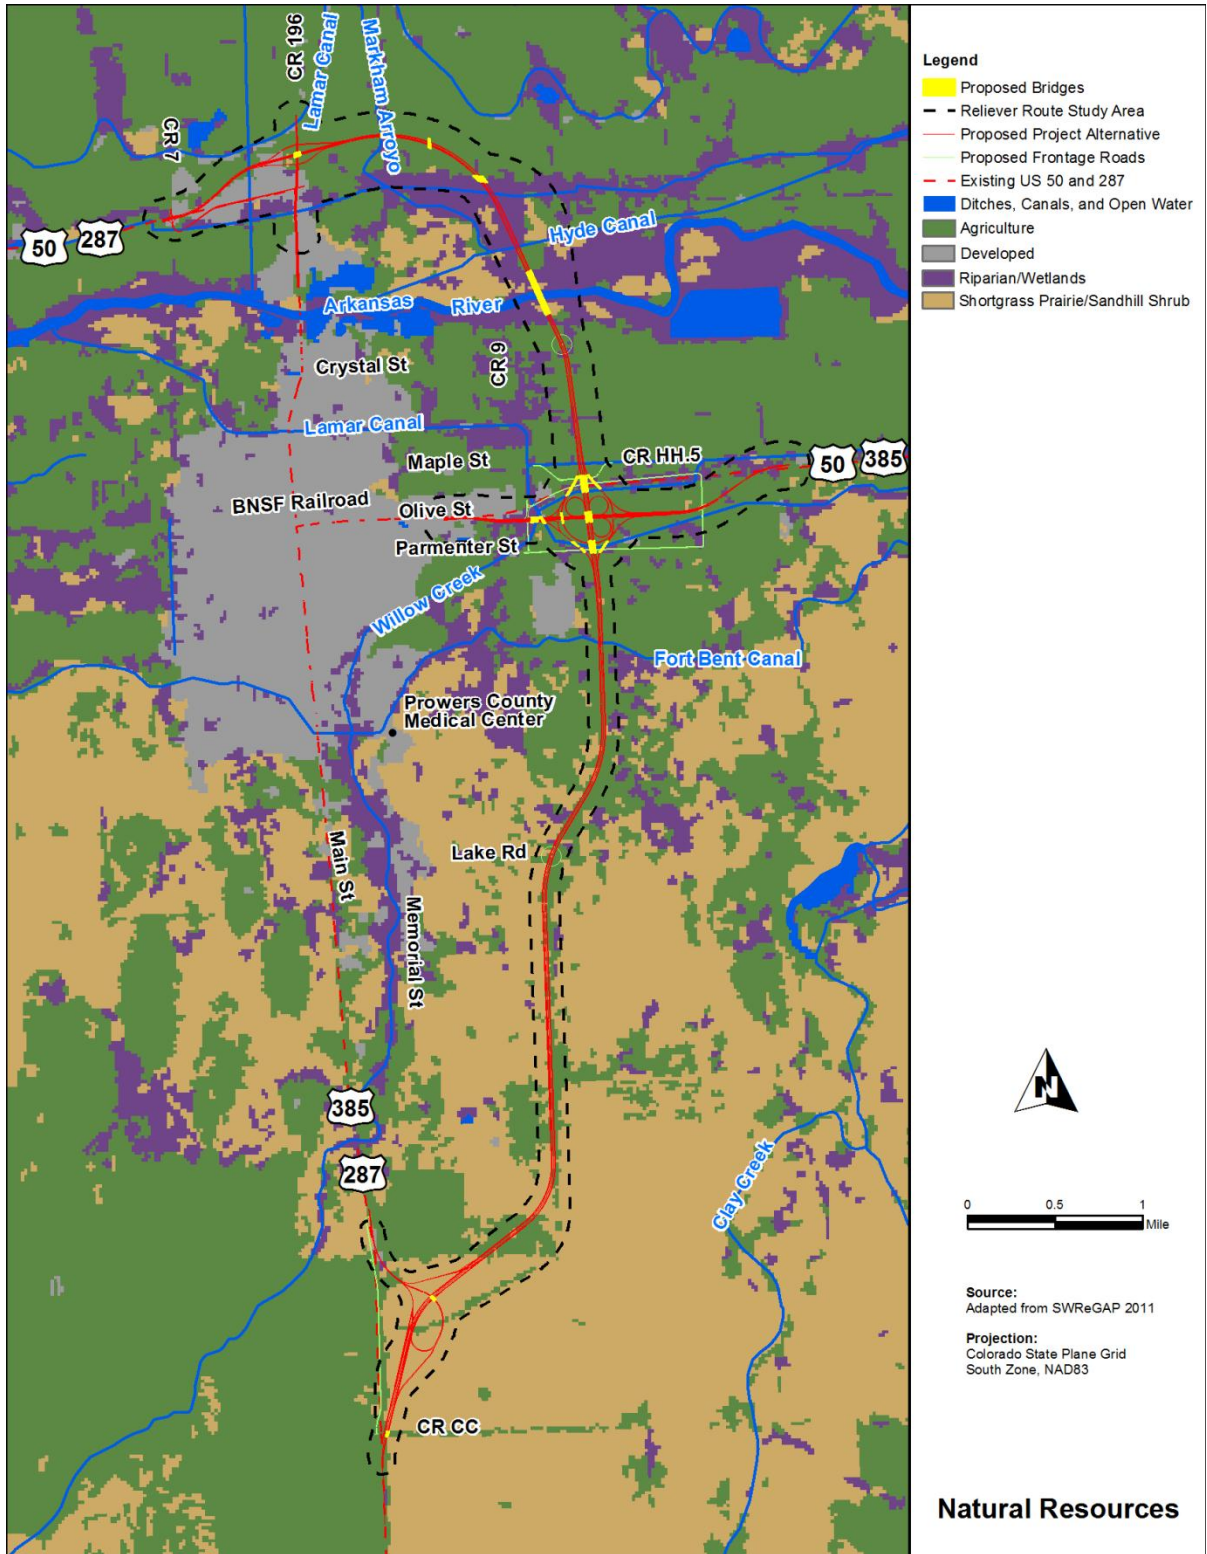 CR 196
Lamar Canal
Markham Arroyo
CR 7
50
287
Hyde Canal
Arkansas
River
CR 9
Crystal St
Lamar Canal
Maple St
CR HH.5
50
385
BNSF Railroad
Olive St
Parmenter St
Willow Creek
Fort Bent Canal
Prowers County
Medical Center
Main St
Lake Rd
Memorial St
385
287
Clay Creek
CR CC
Legend
Proposed Bridges
Reliever Route Study Area
Proposed Project Alternative
Proposed Frontage Roads
Existing US 50 and 287
Ditches, Canals, and Open Water
Agriculture
Developed
Riparian/Wetlands
Shortgrass Prairie/Sandhill Shrub
N
0 0.5 1
Mile
Source:
Adapted from SWReGAP 2011
Projection:
Colorado State Plane Grid
South Zone, NAD83
Natural Resources